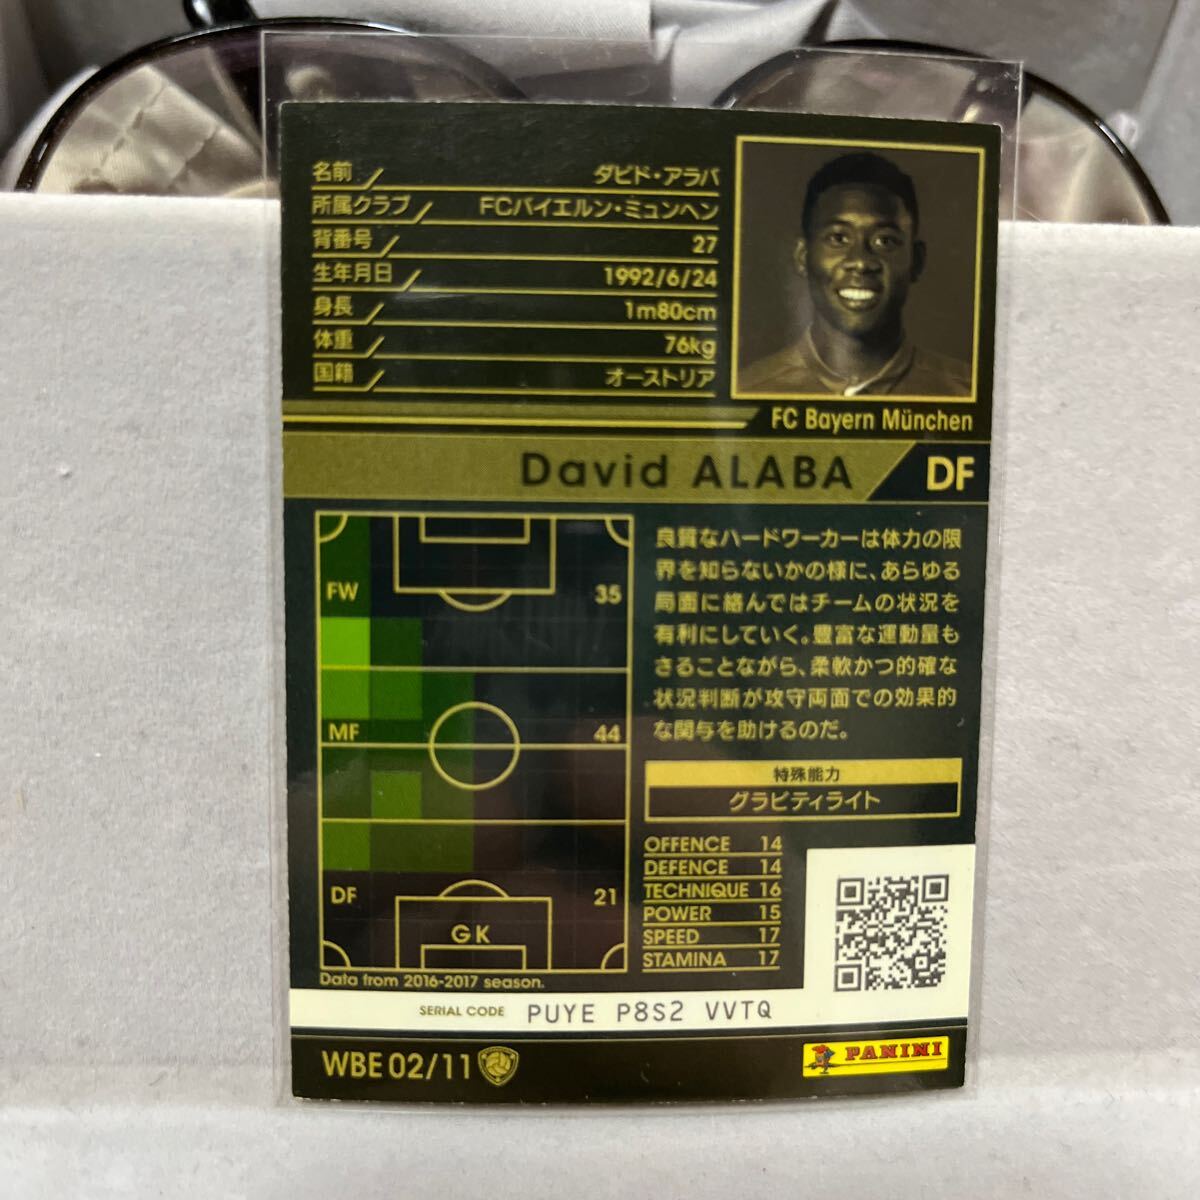 名前 ダビド・アラバ
所属クラブ FCバイエルン・ミュンヘン
背番号 27
生年月日 1992/6/24
身長 1m80cm
体重 76kg
国籍 オーストリア
FC Bayern München
David ALABA DF
FW 35
MF 44
DF 21
GK
Data from 2016-2017 season.
良質なハードワーカーは体力の限
界を知らないかの様に、あらゆる
局面に絡んではチームの状況を
有利にしていく。豊富な運動量も
さることながら、柔軟かつ的確な
状況判断が攻守両面での効果的
な関与を助けるのだ。
特殊能力
グラビティライト
OFFENCE 14
DEFENCE 14
TECHNIQUE 16
POWER 15
SPEED 17
STAMINA 17
SERIAL CODE PUYE P8S2 VVTQ
WBE 02/11
PANINI